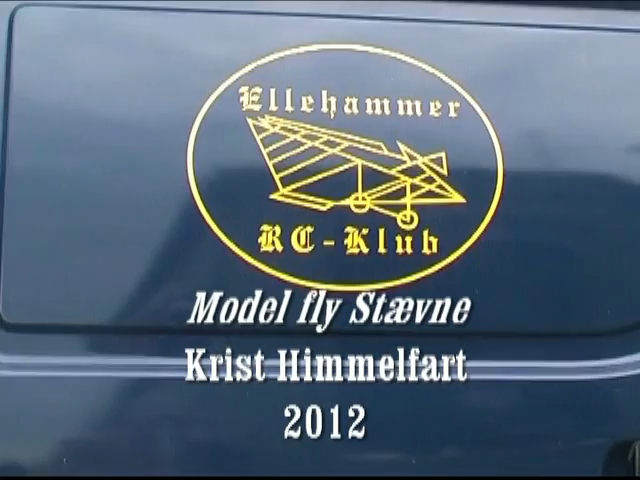 Ellehammer
RC-Klub
Model fly Stævne
Krist Himmelfart
2012